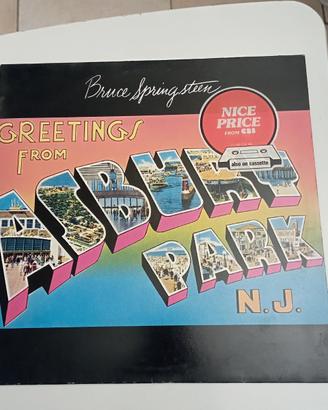 Bruce Springsteen
NICE
PRICE
FROM CBS
also on cassette
GREETINGS
FROM
ASBURY
PARK
N.J.